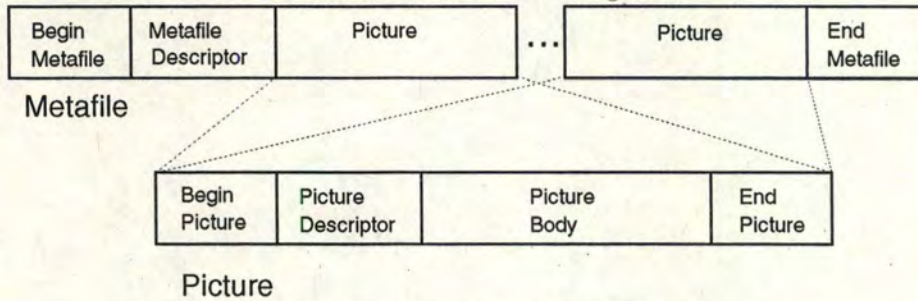 Begin
Metafile
Metafile
Descriptor
Picture
...
Picture
End
Metafile
Metafile
Begin
Picture
Picture
Descriptor
Picture
Body
End
Picture
Picture